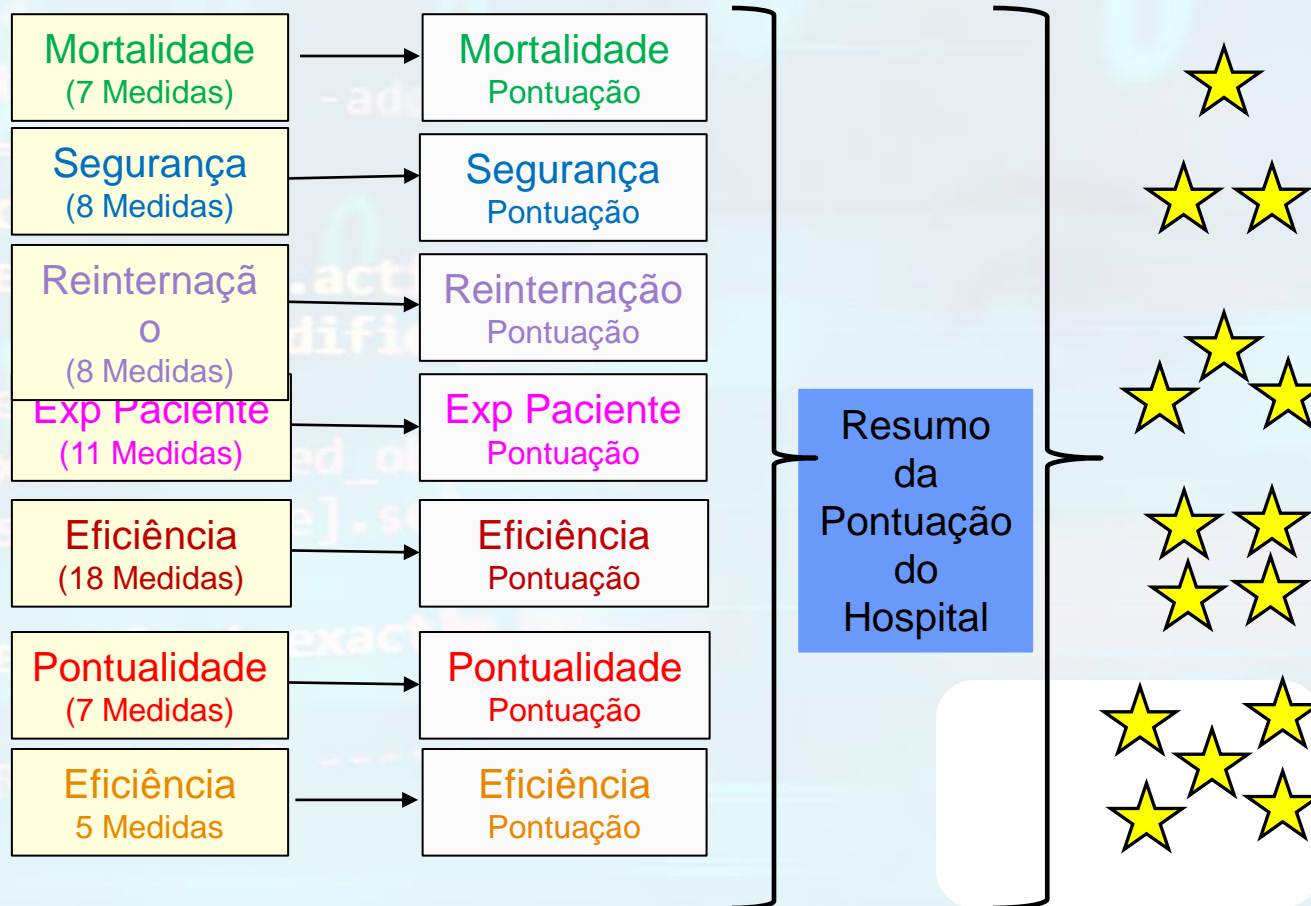 Mortalidade
(7 Medidas)
Mortalidade
Pontuação
Segurança
(8 Medidas)
Segurança
Pontuação
Reinternaçã
o
(8 Medidas)
Reinternação
Pontuação
Exp Paciente
(11 Medidas)
Exp Paciente
Pontuação
Eficiência
(18 Medidas)
Eficiência
Pontuação
Pontualidade
(7 Medidas)
Pontualidade
Pontuação
Eficiência
5 Medidas
Eficiência
Pontuação
Resumo
da
Pontuação
do
Hospital